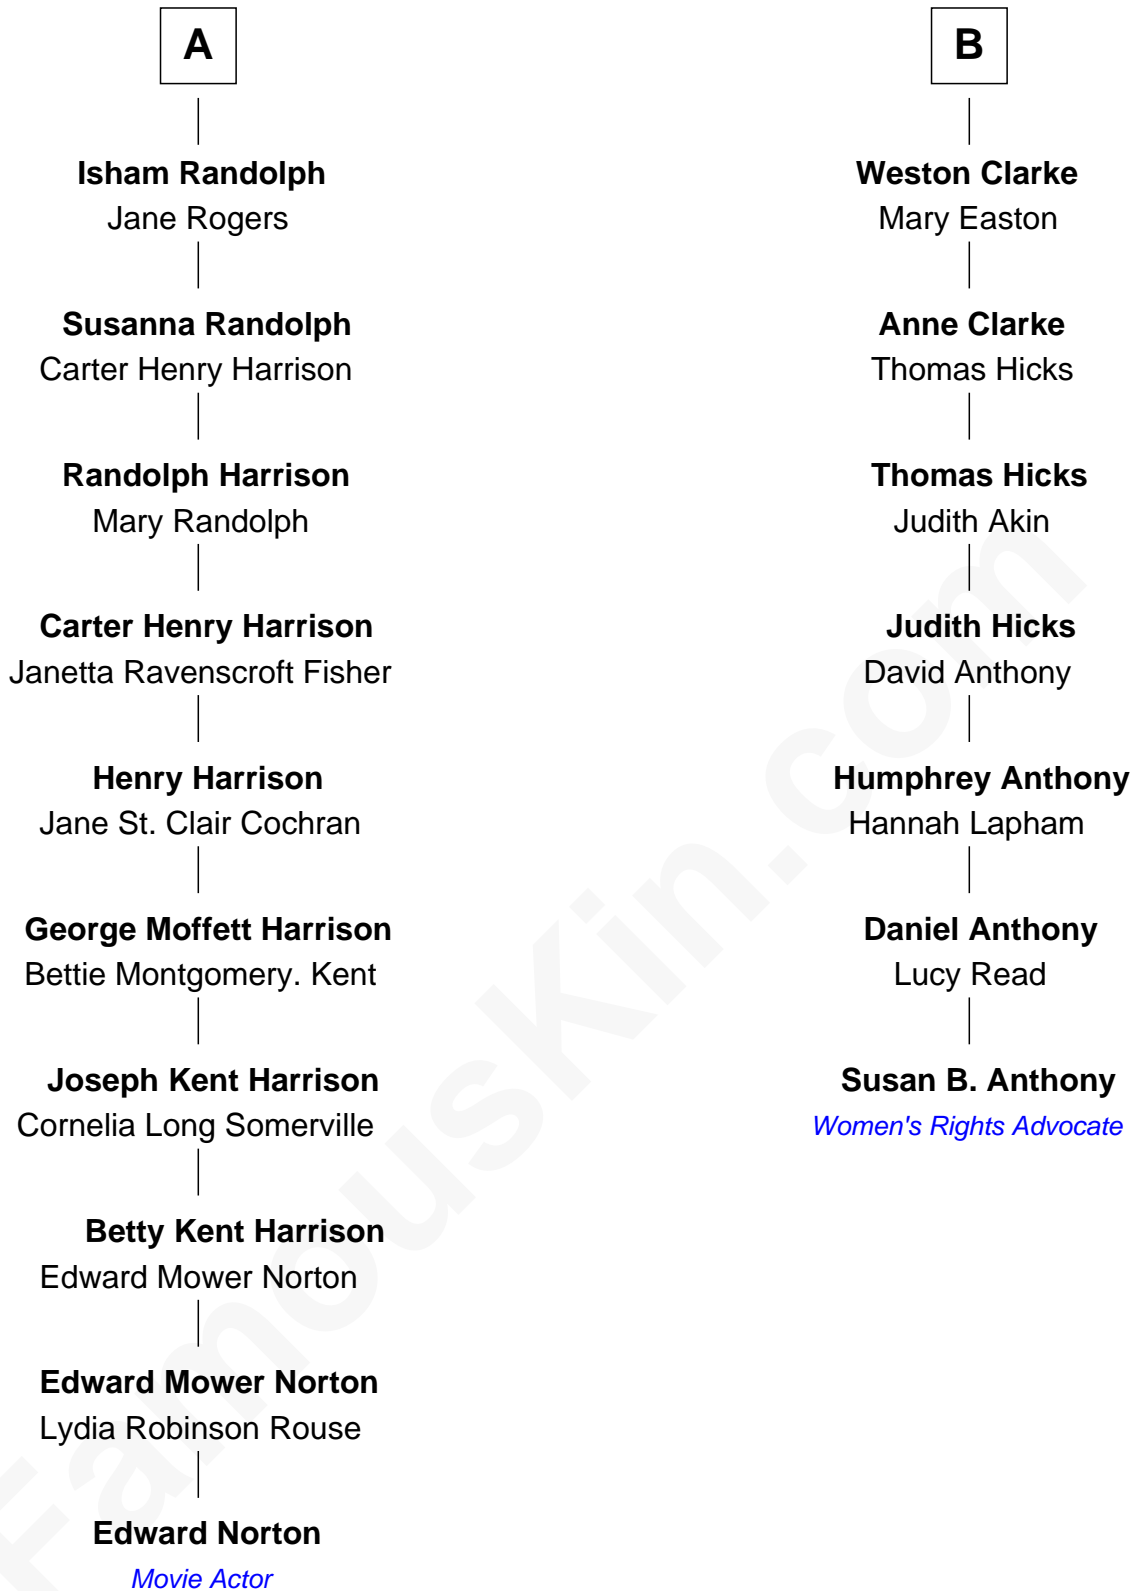 A
Isham Randolph
Jane Rogers
Susanna Randolph
Carter Henry Harrison
Randolph Harrison
Mary Randolph
Carter Henry Harrison
Janetta Ravenscroft Fisher
Henry Harrison
Jane St. Clair Cochran
George Moffett Harrison
Bettie Montgomery. Kent
Joseph Kent Harrison
Cornelia Long Somerville
Betty Kent Harrison
Edward Mower Norton
Edward Mower Norton
Lydia Robinson Rouse
Edward Norton
Movie Actor
B
Weston Clarke
Mary Easton
Anne Clarke
Thomas Hicks
Thomas Hicks
Judith Akin
Judith Hicks
David Anthony
Humphrey Anthony
Hannah Lapham
Daniel Anthony
Lucy Read
Susan B. Anthony
Women's Rights Advocate
FamousKin.com